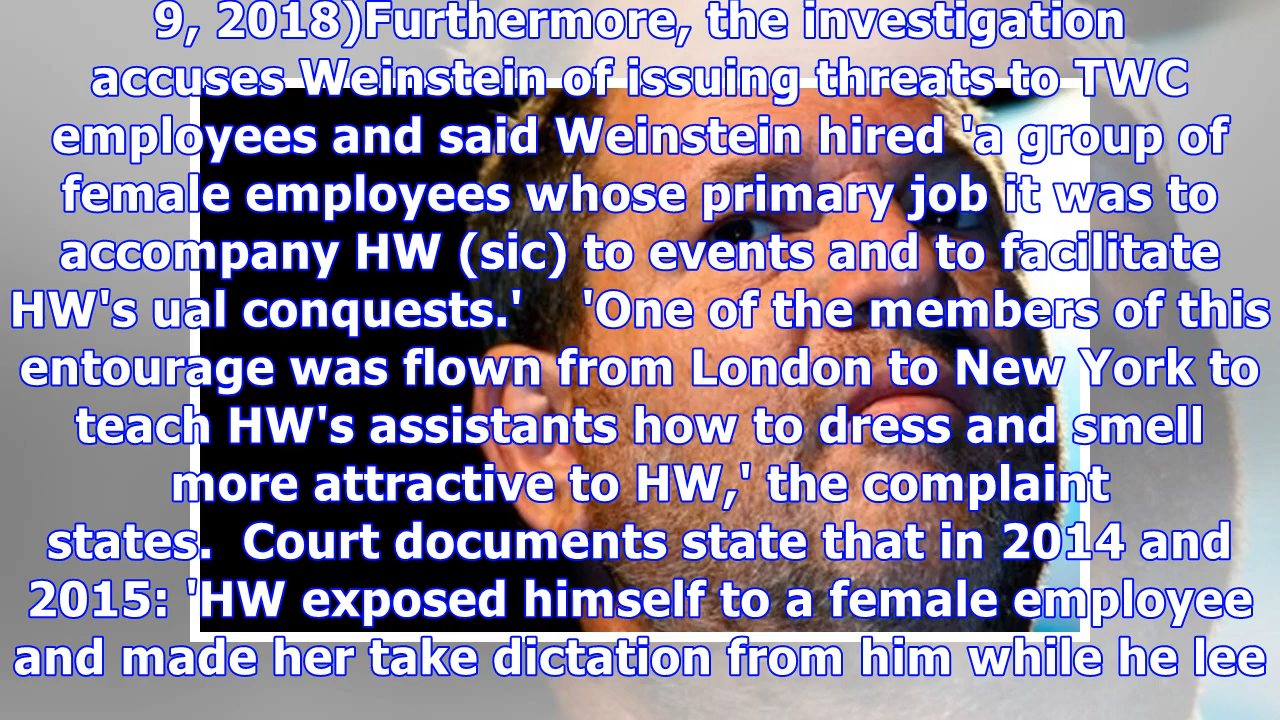 9, 2018)Furthermore, the investigation
accuses Weinstein of issuing threats to TWC
employees and said Weinstein hired 'a group of
female employees whose primary job it was to
accompany HW (sic) to events and to facilitate
HW's ual conquests.'    'One of the members of this
entourage was flown from London to New York to
teach HW's assistants how to dress and smell
more attractive to HW,' the complaint
states.  Court documents state that in 2014 and
2015: 'HW exposed himself to a female employee
and made her take dictation from him while he lee